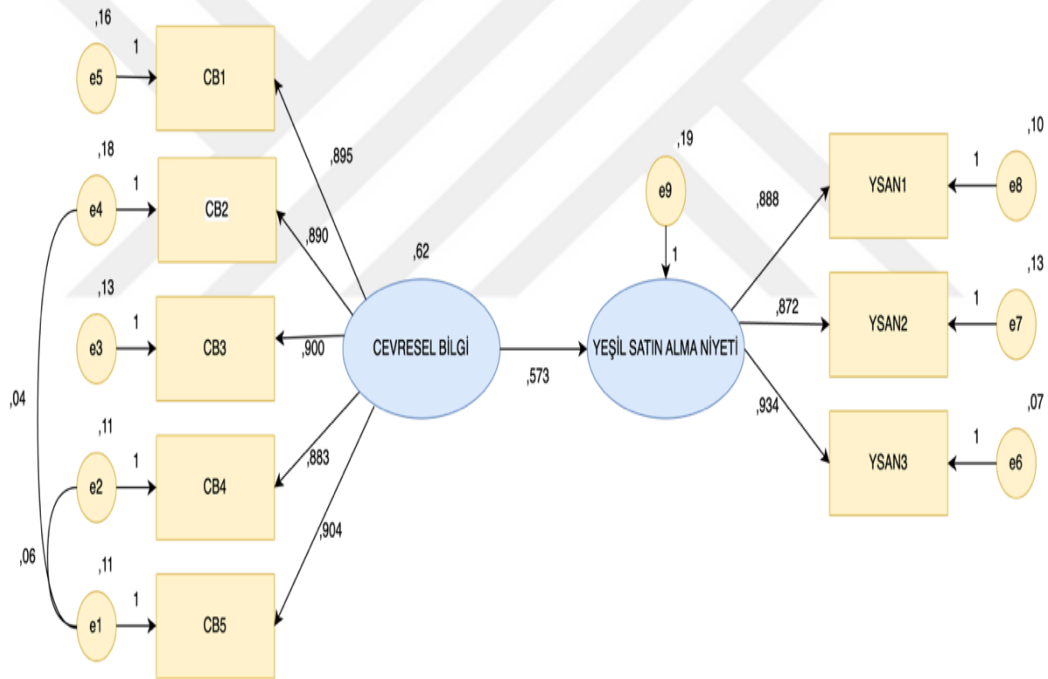 ,16
1
e5
CB1
,895
,18
1
e4
CB2
,890
,13
1
e3
CB3
,900
,04
,11
1
e2
CB4
,883
,06
,11
1
e1
CB5
,904
,62
CEVRESEL BİLGİ
,573
,19
e9
1
YEŞİL SATIN ALMA NİYETİ
,888
YSAN1
1
,10
e8
,872
YSAN2
1
,13
e7
,934
YSAN3
1
,07
e6